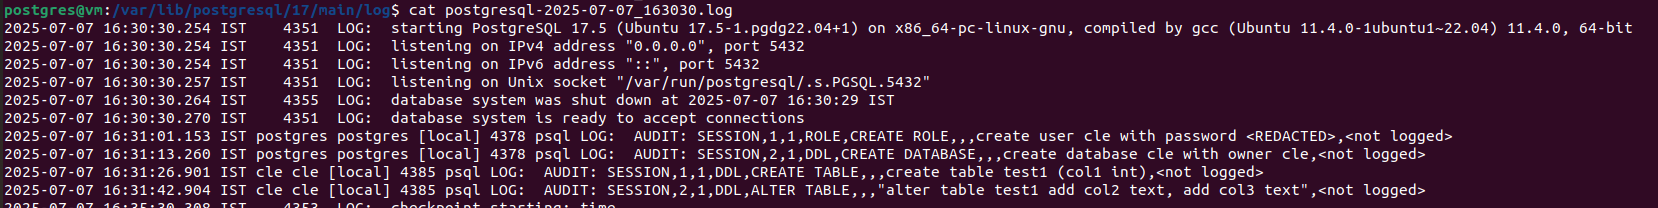 postgres@vm:/var/lib/postgresql/17/main/log$ cat postgresql-2025-07-07_163030.log
2025-07-07 16:30:30.254 IST    4351  LOG:  starting PostgreSQL 17.5 (Ubuntu 17.5-1.pgdg22.04+1) on x86_64-pc-linux-gnu, compiled by gcc (Ubuntu 11.4.0-1ubuntu1~22.04) 11.4.0, 64-bit
2025-07-07 16:30:30.254 IST    4351  LOG:  listening on IPv4 address "0.0.0.0", port 5432
2025-07-07 16:30:30.254 IST    4351  LOG:  listening on IPv6 address "::", port 5432
2025-07-07 16:30:30.257 IST    4351  LOG:  listening on Unix socket "/var/run/postgresql/.s.PGSQL.5432"
2025-07-07 16:30:30.264 IST    4355  LOG:  database system was shut down at 2025-07-07 16:30:29 IST
2025-07-07 16:30:30.270 IST    4351  LOG:  database system is ready to accept connections
2025-07-07 16:31:01.153 IST postgres postgres [local] 4378 psql LOG:  AUDIT: SESSION,1,1,ROLE,CREATE ROLE,,,create user cle with password <REDACTED>,<not logged>
2025-07-07 16:31:13.260 IST postgres postgres [local] 4378 psql LOG:  AUDIT: SESSION,2,1,DDL,CREATE DATABASE,,,create database cle with owner cle,<not logged>
2025-07-07 16:31:26.901 IST cle cle [local] 4385 psql LOG:  AUDIT: SESSION,1,1,DDL,CREATE TABLE,,,create table test1 (col1 int),<not logged>
2025-07-07 16:31:42.904 IST cle cle [local] 4385 psql LOG:  AUDIT: SESSION,2,1,DDL,ALTER TABLE,,,"alter table test1 add col2 text, add col3 text",<not logged>
2025-07-07 16:35:30.308 IST    4353  LOG:  checkpoint starting: time